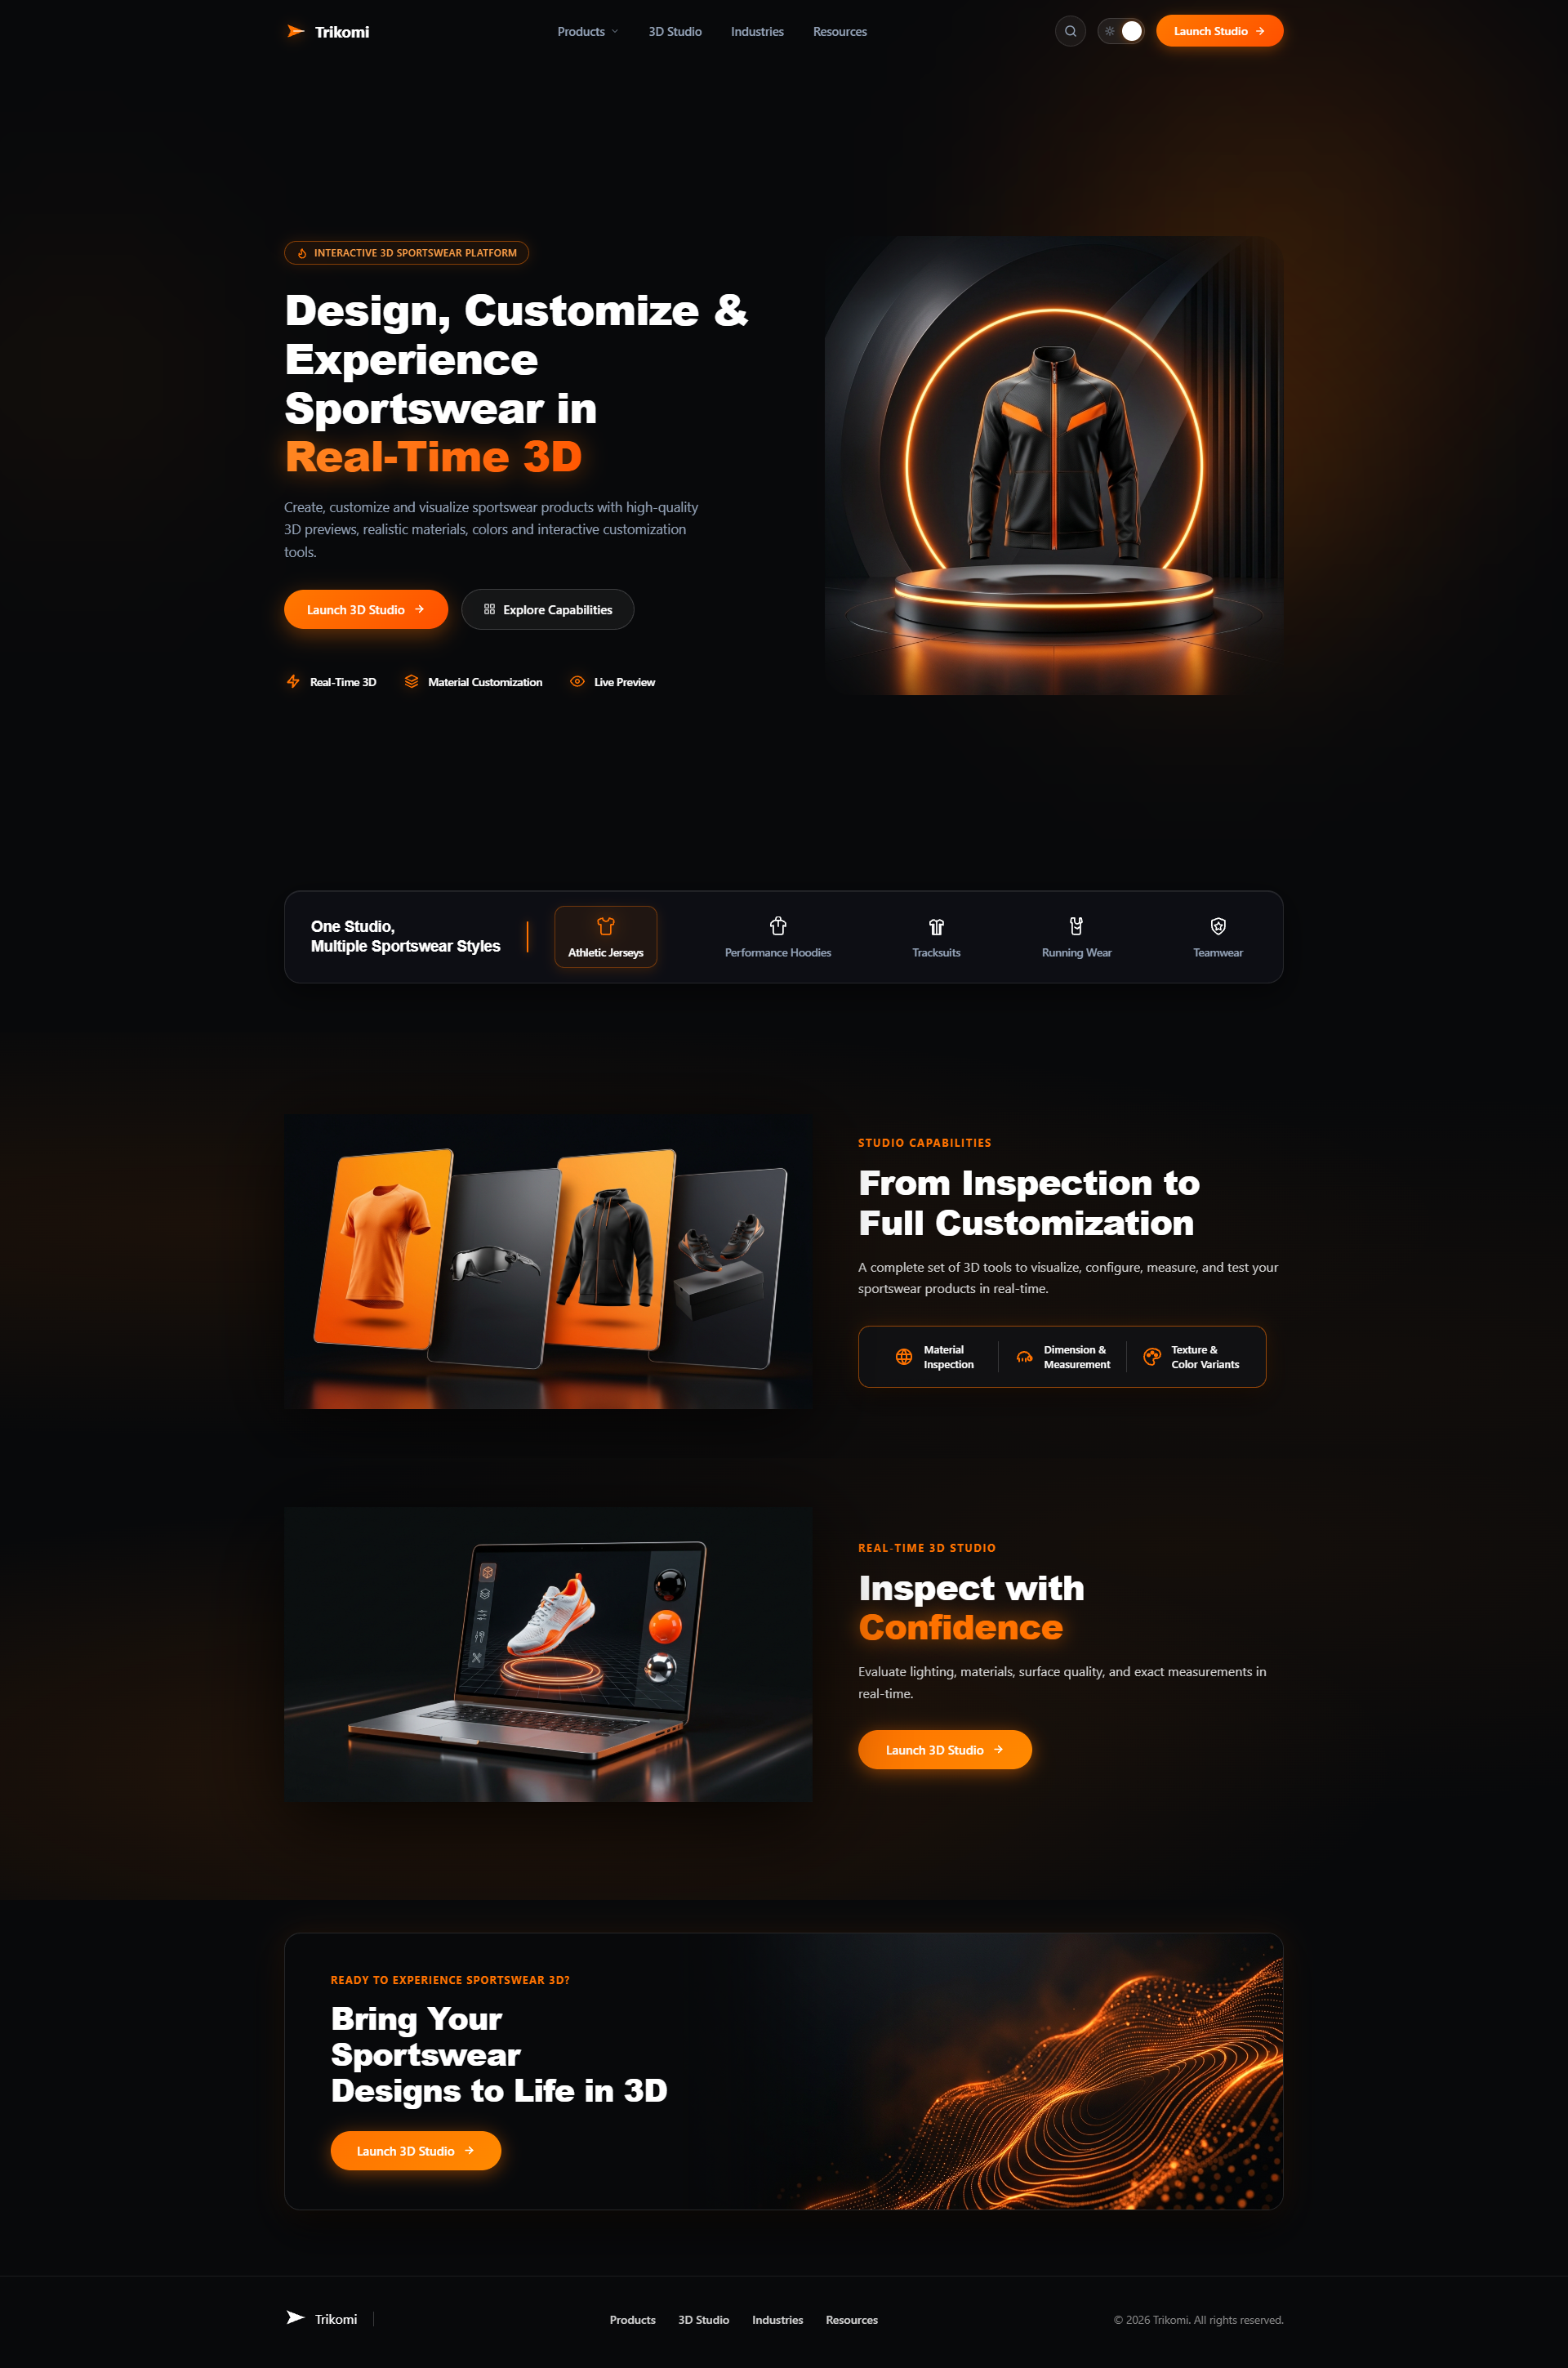 Trikomi
Products
3D Studio
Industries
Resources
Launch Studio
INTERACTIVE 3D SPORTSWEAR PLATFORM
Design, Customize &
Experience
Sportswear in
Real-Time 3D
Create, customize and visualize sportswear products with high-quality
3D previews, realistic materials, colors and interactive customization
tools.
Launch 3D Studio
Explore Capabilities
Real-Time 3D
Material Customization
Live Preview
One Studio,
Multiple Sportswear Styles
Athletic Jerseys
Performance Hoodies
Tracksuits
Running Wear
Teamwear
STUDIO CAPABILITIES
From Inspection to
Full Customization
A complete set of 3D tools to visualize, configure, measure, and test your
sportswear products in real-time.
Material
Inspection
Dimension &
Measurement
Texture &
Color Variants
REAL-TIME 3D STUDIO
Inspect with
Confidence
Evaluate lighting, materials, surface quality, and exact measurements in
real-time.
Launch 3D Studio
READY TO EXPERIENCE SPORTSWEAR 3D?
Bring Your
Sportswear
Designs to Life in 3D
Launch 3D Studio
Trikomi
Products
3D Studio
Industries
Resources
© 2026 Trikomi. All rights reserved.